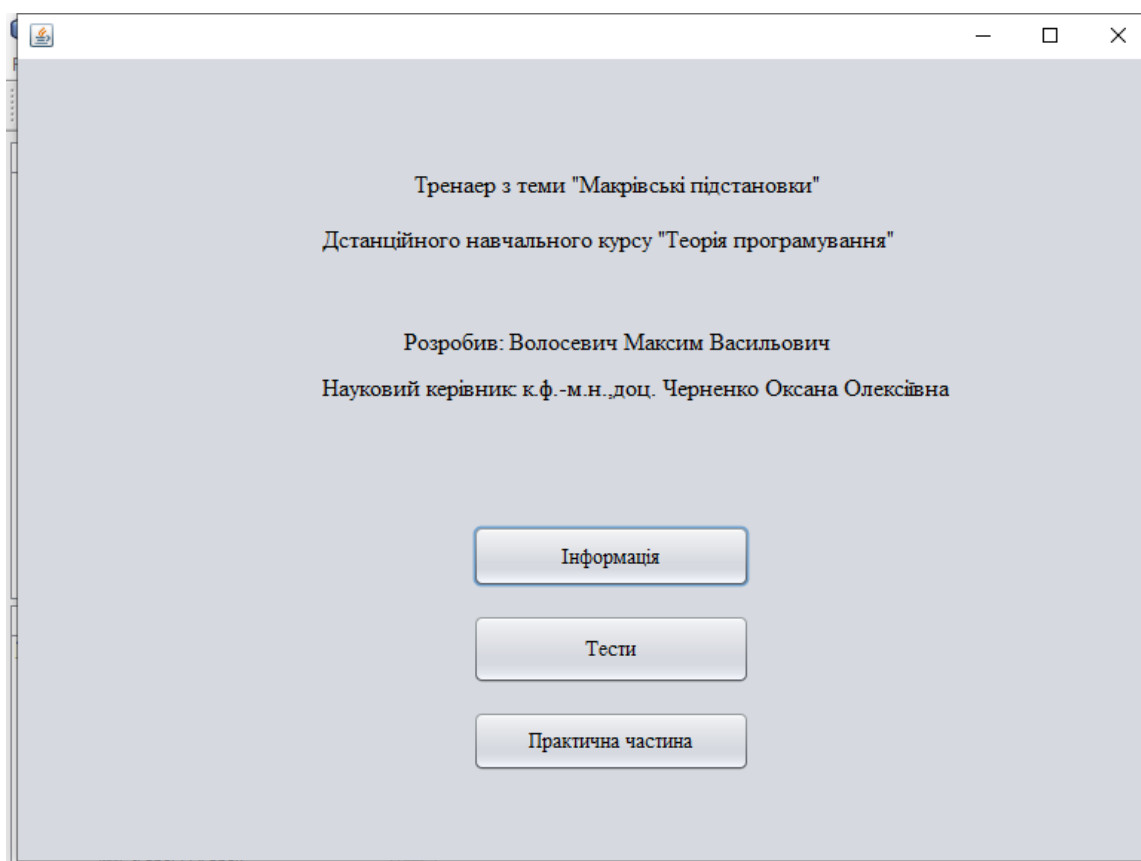 Тренаер з теми "Макрівські підстановки"
Дстанційного навчального курсу "Теорія програмування"
Розробив: Волосевич Максим Васильович
Науковий керівник: к.ф.-м.н.,доц. Черненко Оксана Олексіївна
Інформація
Тести
Практична частина